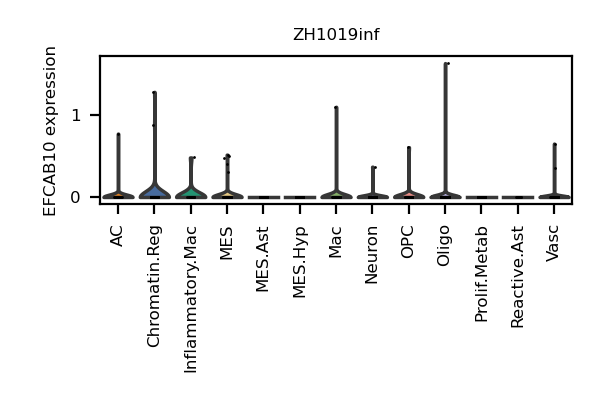 ZH1019inf
EFCAB10 expression
1
0
AC
Chromatin.Reg
Inflammatory.Mac
MES
MES.Ast
MES.Hyp
Mac
Neuron
OPC
Oligo
Prolif.Metab
Reactive.Ast
Vasc